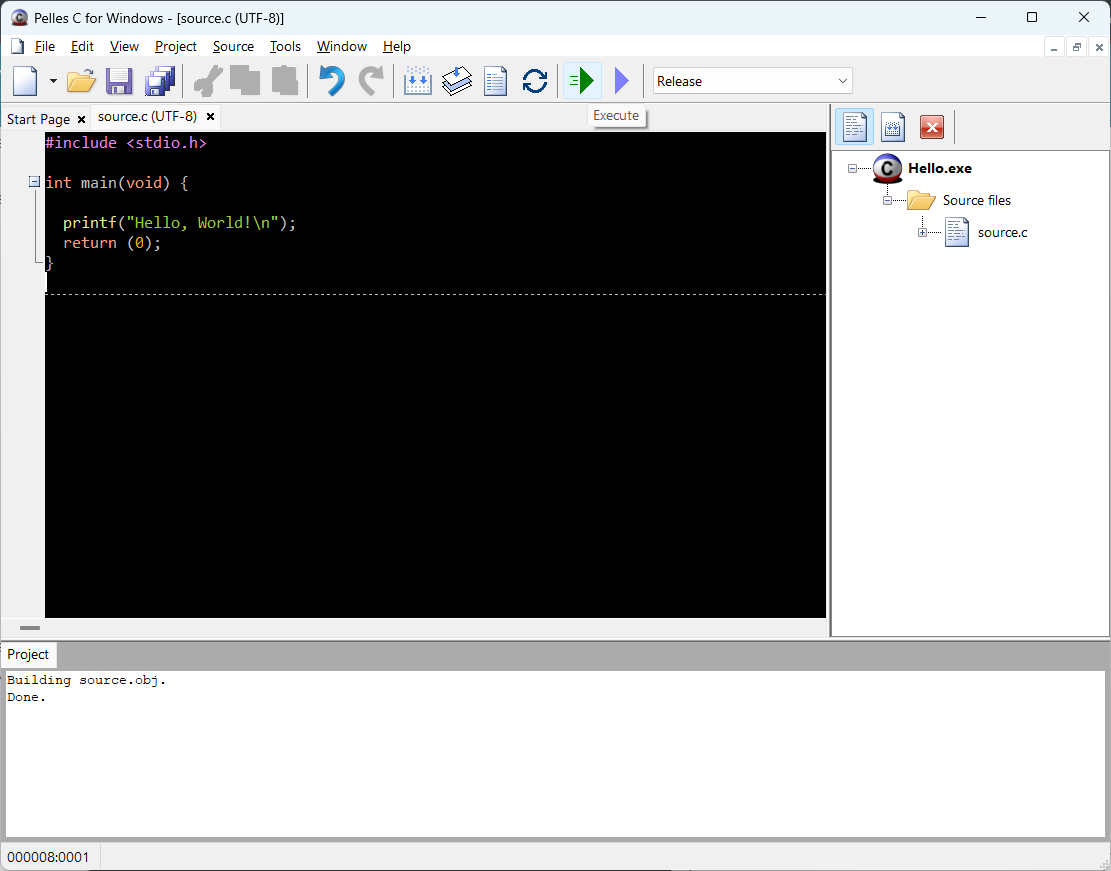 Pelles C for Windows - [source.c (UTF-8)]
File Edit View Project Source Tools Window Help
Release
Start Page source.c (UTF-8) Execute
#include <stdio.h>
int main(void) {
printf("Hello, World!\n");
return (0);
}
Hello.exe
Source files
source.c
Project
Building source.obj.
Done.
000008:0001